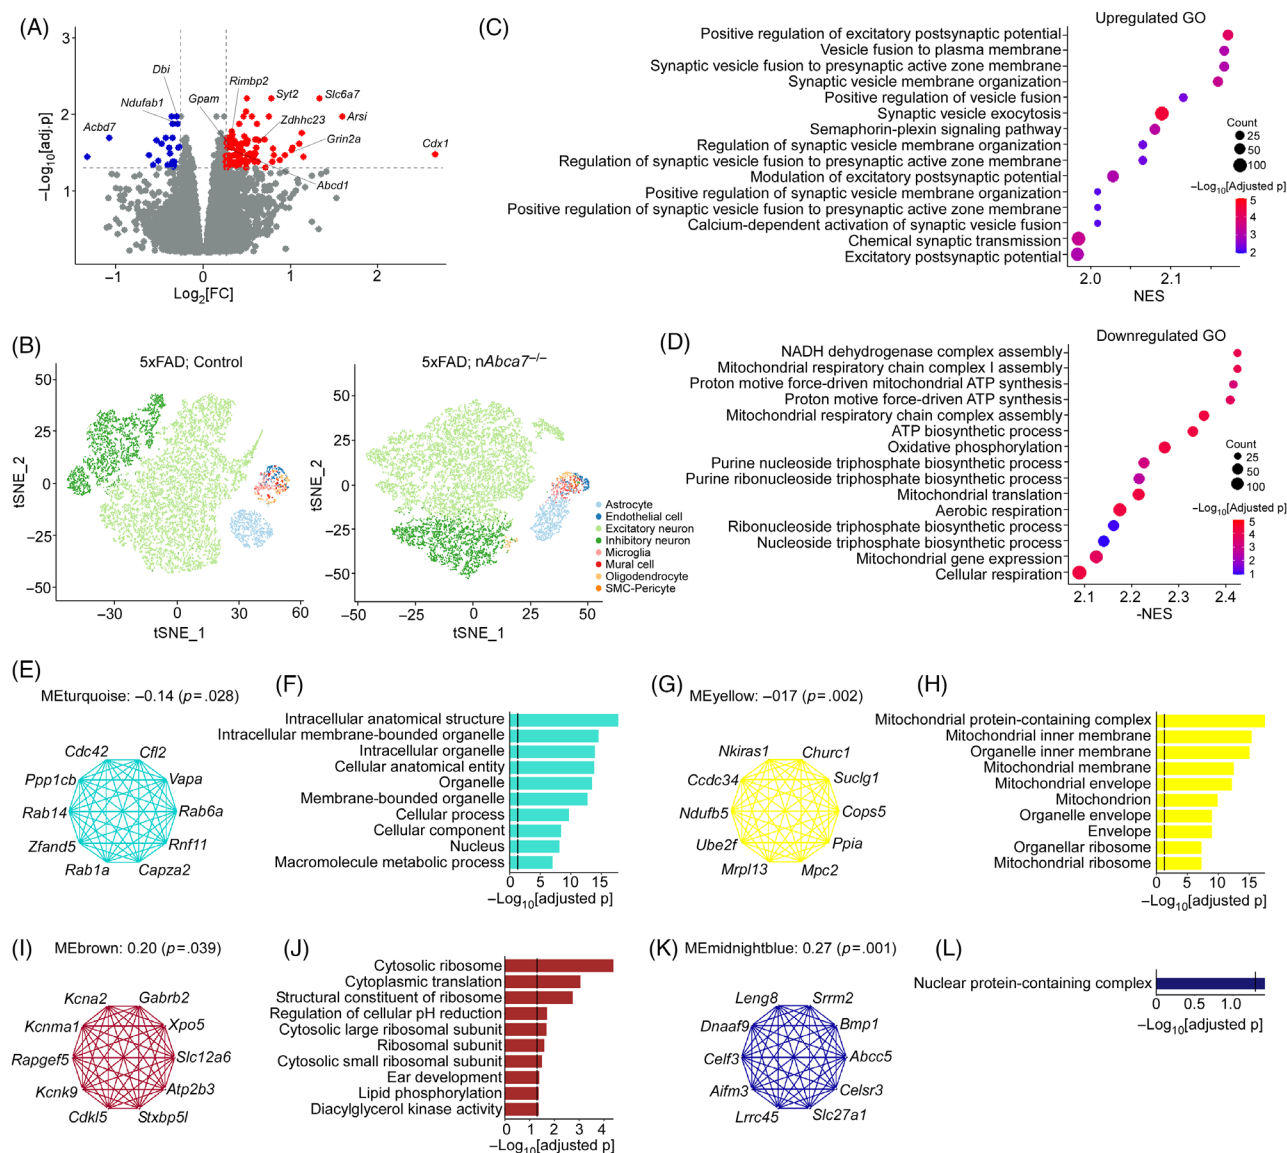 (A)
3
2
1
−Log10[adj.p]
Dbi
Ndufab1
Acbd7
Gpam
Rimbp2
Syt2
Slc6a7
Zdhhc23
Arsi
Grin2a
Cdx1
Abcd1
−1
0
1
2
Log2[FC]
(B)
5xFAD; Control
50
25
0
−25
−50
tSNE_2
−50
0
30
60
tSNE_1
5xFAD; nAbca7−/−
50
25
0
−25
−50
tSNE_2
−50
−25
0
25
50
tSNE_1
Astrocyte
Endothelial cell
Excitatory neuron
Inhibitory neuron
Microglia
Mural cell
Oligodendrocyte
SMC-Pericyte
(C)
Upregulated GO
Positive regulation of excitatory postsynaptic potential
Vesicle fusion to plasma membrane
Synaptic vesicle fusion to presynaptic active zone membrane
Synaptic vesicle membrane organization
Positive regulation of vesicle fusion
Synaptic vesicle exocytosis
Semaphorin-plexin signaling pathway
Regulation of synaptic vesicle membrane organization
Regulation of synaptic vesicle fusion to presynaptic active zone membrane
Modulation of excitatory postsynaptic potential
Positive regulation of synaptic vesicle membrane organization
Positive regulation of synaptic vesicle fusion to presynaptic active zone membrane
Calcium-dependent activation of synaptic vesicle fusion
Chemical synaptic transmission
Excitatory postsynaptic potential
2.0
2.1
NES
Count
25
50
100
−Log10[Adjusted p]
5
4
3
2
(D)
Downregulated GO
NADH dehydrogenase complex assembly
Mitochondrial respiratory chain complex I assembly
Proton motive force-driven mitochondrial ATP synthesis
Proton motive force-driven ATP synthesis
Mitochondrial respiratory chain complex assembly
ATP biosynthetic process
Oxidative phosphorylation
Purine nucleoside triphosphate biosynthetic process
Purine ribonucleoside triphosphate biosynthetic process
Mitochondrial translation
Aerobic respiration
Ribonucleoside triphosphate biosynthetic process
Nucleoside triphosphate biosynthetic process
Mitochondrial gene expression
Cellular respiration
2.1
2.2
2.3
2.4
-NES
Count
25
50
100
−Log10[Adjusted p]
5
4
3
2
1
(E)
MEturquoise: −0.14 (p=.028)
Cdc42
Cfl2
Ppp1cb
Vapa
Rab14
Rab6a
Zfand5
Rnf11
Rab1a
Capza2
(F)
Intracellular anatomical structure
Intracellular membrane-bounded organelle
Intracellular organelle
Cellular anatomical entity
Organelle
Membrane-bounded organelle
Cellular process
Cellular component
Nucleus
Macromolecule metabolic process
0
5
10
15
−Log10[adjusted p]
(G)
MEyellow: −017 (p=.002)
Nkiras1
Churc1
Ccdc34
Suclg1
Ndufb5
Cops5
Ube2f
Ppia
Mrpl13
Mpc2
(H)
Mitochondrial protein-containing complex
Mitochondrial inner membrane
Organelle inner membrane
Mitochondrial membrane
Mitochondrial envelope
Mitochondrion
Organelle envelope
Envelope
Organellar ribosome
Mitochondrial ribosome
0
5
10
15
−Log10[adjusted p]
(I)
MEbrown: 0.20 (p=.039)
Kcna2
Gabrb2
Kcnma1
Xpo5
Rapgef5
Slc12a6
Kcnk9
Atp2b3
Cdkl5
Stxbp5l
(J)
Cytosolic ribosome
Cytoplasmic translation
Structural constituent of ribosome
Regulation of cellular pH reduction
Cytosolic large ribosomal subunit
Ribosomal subunit
Cytosolic small ribosomal subunit
Ear development
Lipid phosphorylation
Diacylglycerol kinase activity
0
1
2
3
4
−Log10[adjusted p]
(K)
MEmidnightblue: 0.27 (p=.001)
Leng8
Srrm2
Dnaaf9
Bmp1
Celf3
Abcc5
Aifm3
Celsr3
Lrrc45
Slc27a1
(L)
Nuclear protein-containing complex
0
0.5
1.0
−Log10[adjusted p]